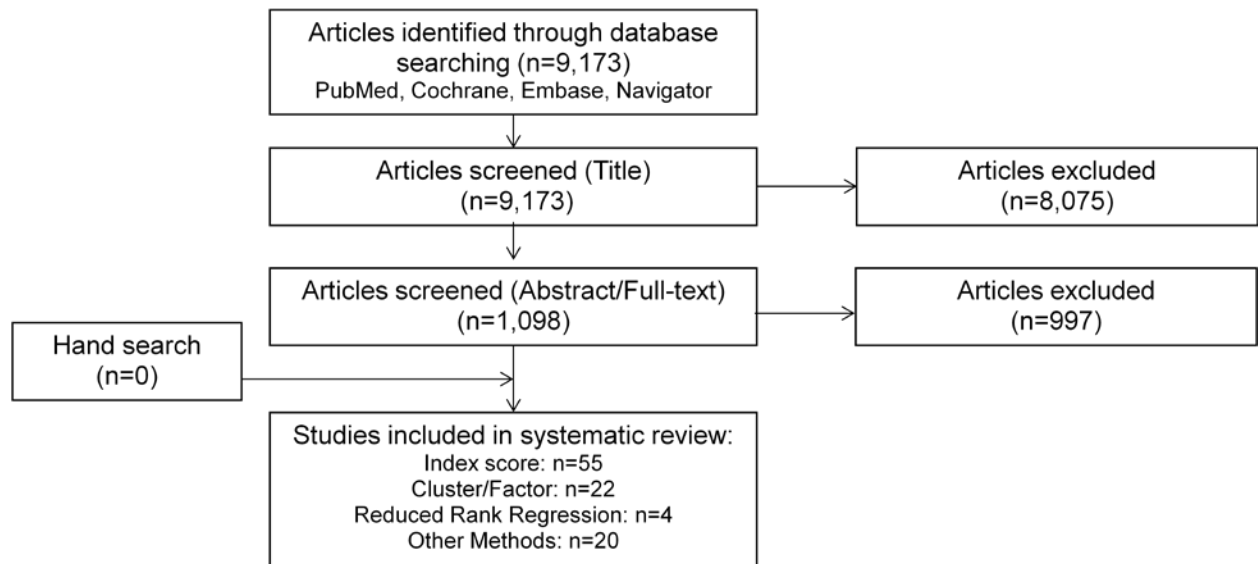 Articles identified through database
searching (n=9,173)
PubMed, Cochrane, Embase, Navigator
Articles screened (Title)
(n=9,173)
Articles excluded
(n=8,075)
Articles screened (Abstract/Full-text)
(n=1,098)
Articles excluded
(n=997)
Hand search
(n=0)
Studies included in systematic review:
Index score: n=55
Cluster/Factor: n=22
Reduced Rank Regression: n=4
Other Methods: n=20